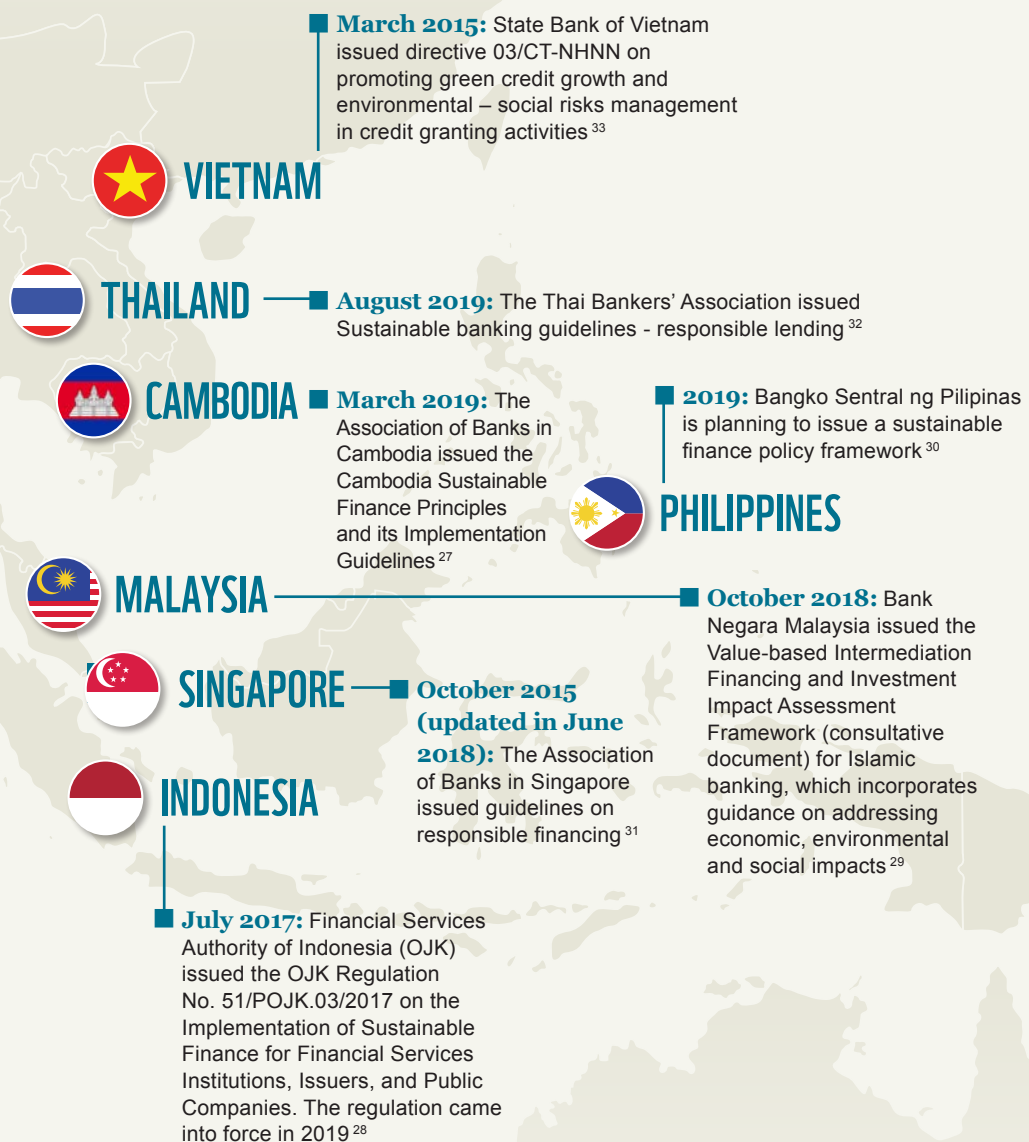 March 2015: State Bank of Vietnam
issued directive 03/CT-NHNN on
promoting green credit growth and
environmental – social risks management
in credit granting activities 33
VIETNAM
THAILAND
August 2019: The Thai Bankers’ Association issued
Sustainable banking guidelines - responsible lending 32
CAMBODIA
March 2019: The
Association of Banks in
Cambodia issued the
Cambodia Sustainable
Finance Principles
and its Implementation
Guidelines 27
2019: Bangko Sentral ng Pilipinas
is planning to issue a sustainable
finance policy framework 30
PHILIPPINES
MALAYSIA
October 2018: Bank
Negara Malaysia issued the
Value-based Intermediation
Financing and Investment
Impact Assessment
Framework (consultative
document) for Islamic
banking, which incorporates
guidance on addressing
economic, environmental
and social impacts 29
SINGAPORE
October 2015
(updated in June
2018): The Association
of Banks in Singapore
issued guidelines on
responsible financing 31
INDONESIA
July 2017: Financial Services
Authority of Indonesia (OJK)
issued the OJK Regulation
No. 51/POJK.03/2017 on the
Implementation of Sustainable
Finance for Financial Services
Institutions, Issuers, and Public
Companies. The regulation came
into force in 2019 28